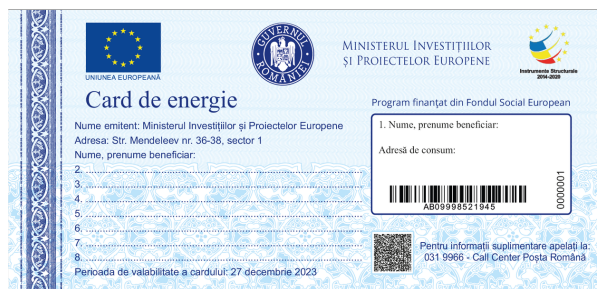 UNIUNEA EUROPEANĂ
GUVERNUL ROMÂNIEI
MINISTERUL INVESTIȚIILOR
ȘI PROIECTELOR EUROPENE
Instrumente Structurale
2014-2020
Card de energie
Program finanțat din Fondul Social European
Nume emitent: Ministerul Investițiilor și Proiectelor Europene
Adresa: Str. Mendeleev nr. 36-38, sector 1
Nume, prenume beneficiar:
2.
3.
4.
5.
6.
7.
8.
Perioada de valabilitate a cardului: 27 decembrie 2023
1. Nume, prenume beneficiar:
Adresă de consum:
AB09998521945
0000001
Pentru informații suplimentare apelați la:
031 9966 - Call Center Poșta Română